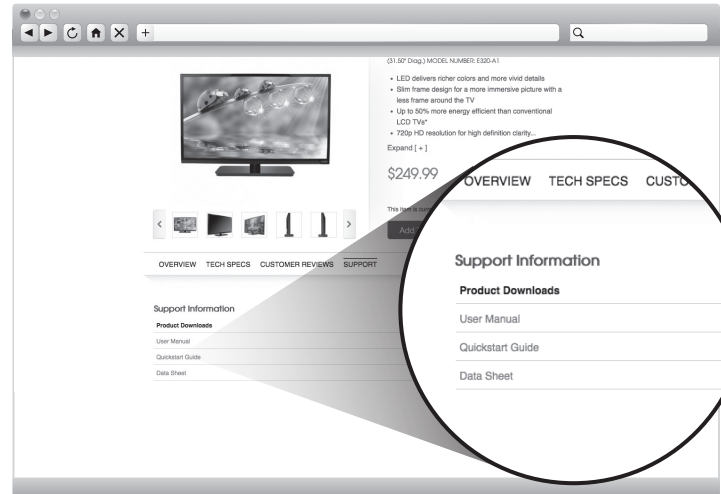 (31.50" Diag.) MODEL NUMBER: E320-A1
• LED delivers richer colors and more vivid details
• Slim frame design for a more immersive picture with a
less frame around the TV
• Up to 50% more energy efficient than conventional
LCD TVs*
• 720p HD resolution for high definition clarity...
Expand [ + ]
$249.99
This item is
Add
OVERVIEW TECH SPECS CUSTOMER REVIEWS SUPPORT
Support Information
Product Downloads
User Manual
Quickstart Guide
Data Sheet
OVERVIEW TECH SPECS CUSTO
Support Information
Product Downloads
User Manual
Quickstart Guide
Data Sheet